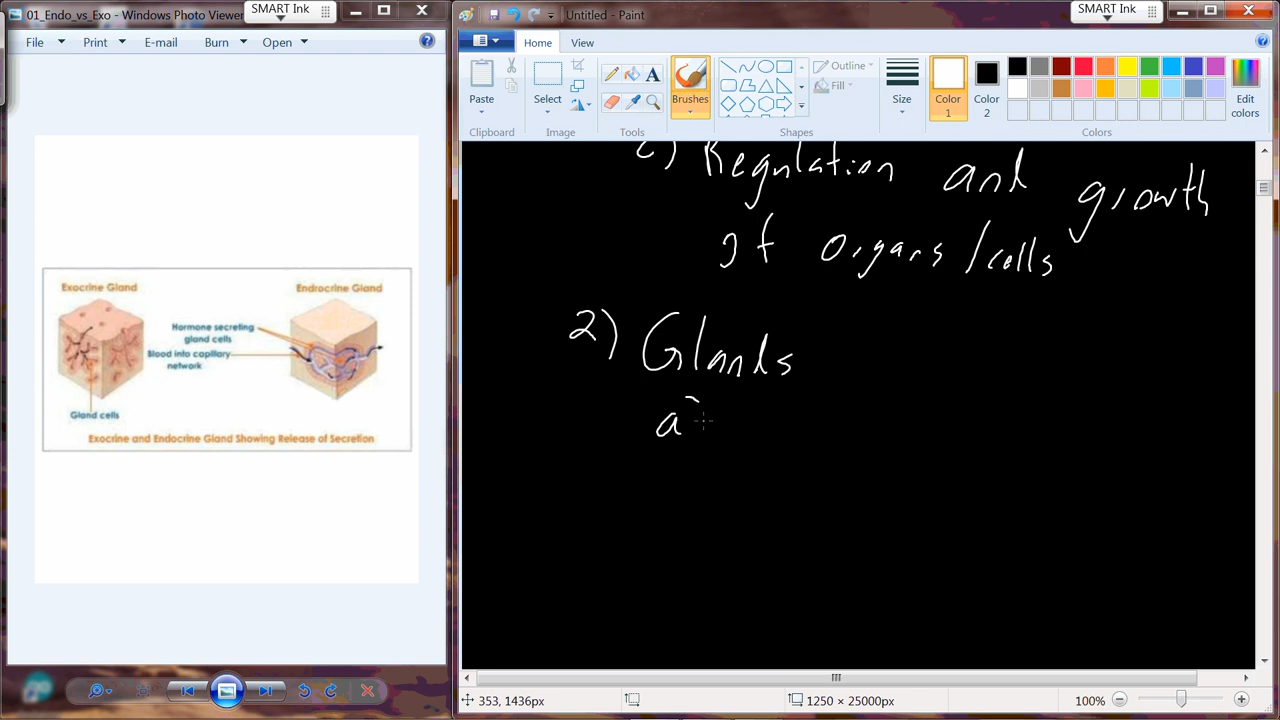 01_Endo_vs_Exo - Windows Photo Viewer
SMART Ink
File Print E-mail Burn Open
Exocrine Gland
Endrocrine Gland
Hormone secreting
gland cells
Blood into capillary
network
Gland cells
Exocrine and Endocrine Gland Showing Release of Secretion
Untitled - Paint
SMART Ink
Home View
Paste
Select
Brushes
Outline
Fill
Size
Color
1
Color
2
Edit
colors
Clipboard Image Tools Shapes Colors
c) Regulation and growth
of organs/cells
2) Glands
a
353, 1436px
1250 × 25000px
100%